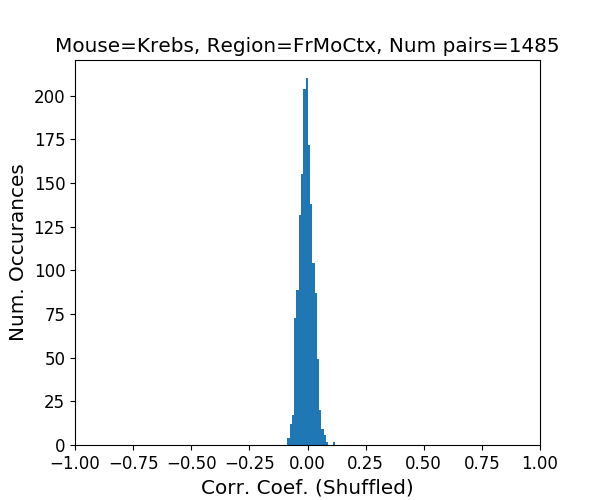 Mouse=Krebs, Region=FrMoCtx, Num pairs=1485
Num. Occurances
200
175
150
125
100
75
50
25
0
−1.00 −0.75 −0.50 −0.25 0.00 0.25 0.50 0.75 1.00
Corr. Coef. (Shuffled)